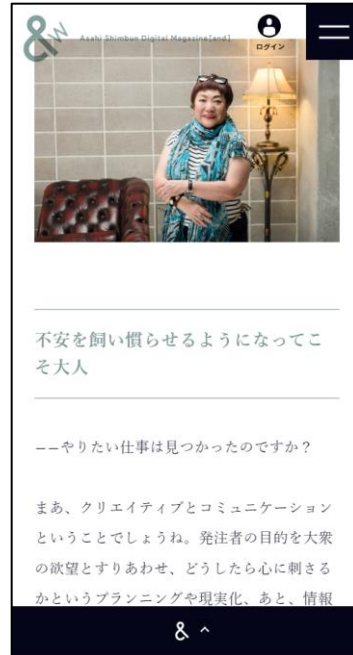 &w
Asahi Shimbun Digital Magazine[and]
ログイン
不安を飼い慣らせるようになってこ
そ大人
––やりたい仕事は見つかったのですか？
まあ、クリエイティブとコミュニケーション
ということでしょうね。発注者の目的を大衆
の欲望とすりあわせ、どうしたら心に刺さる
かというプランニングや現実化、あと、情報
&